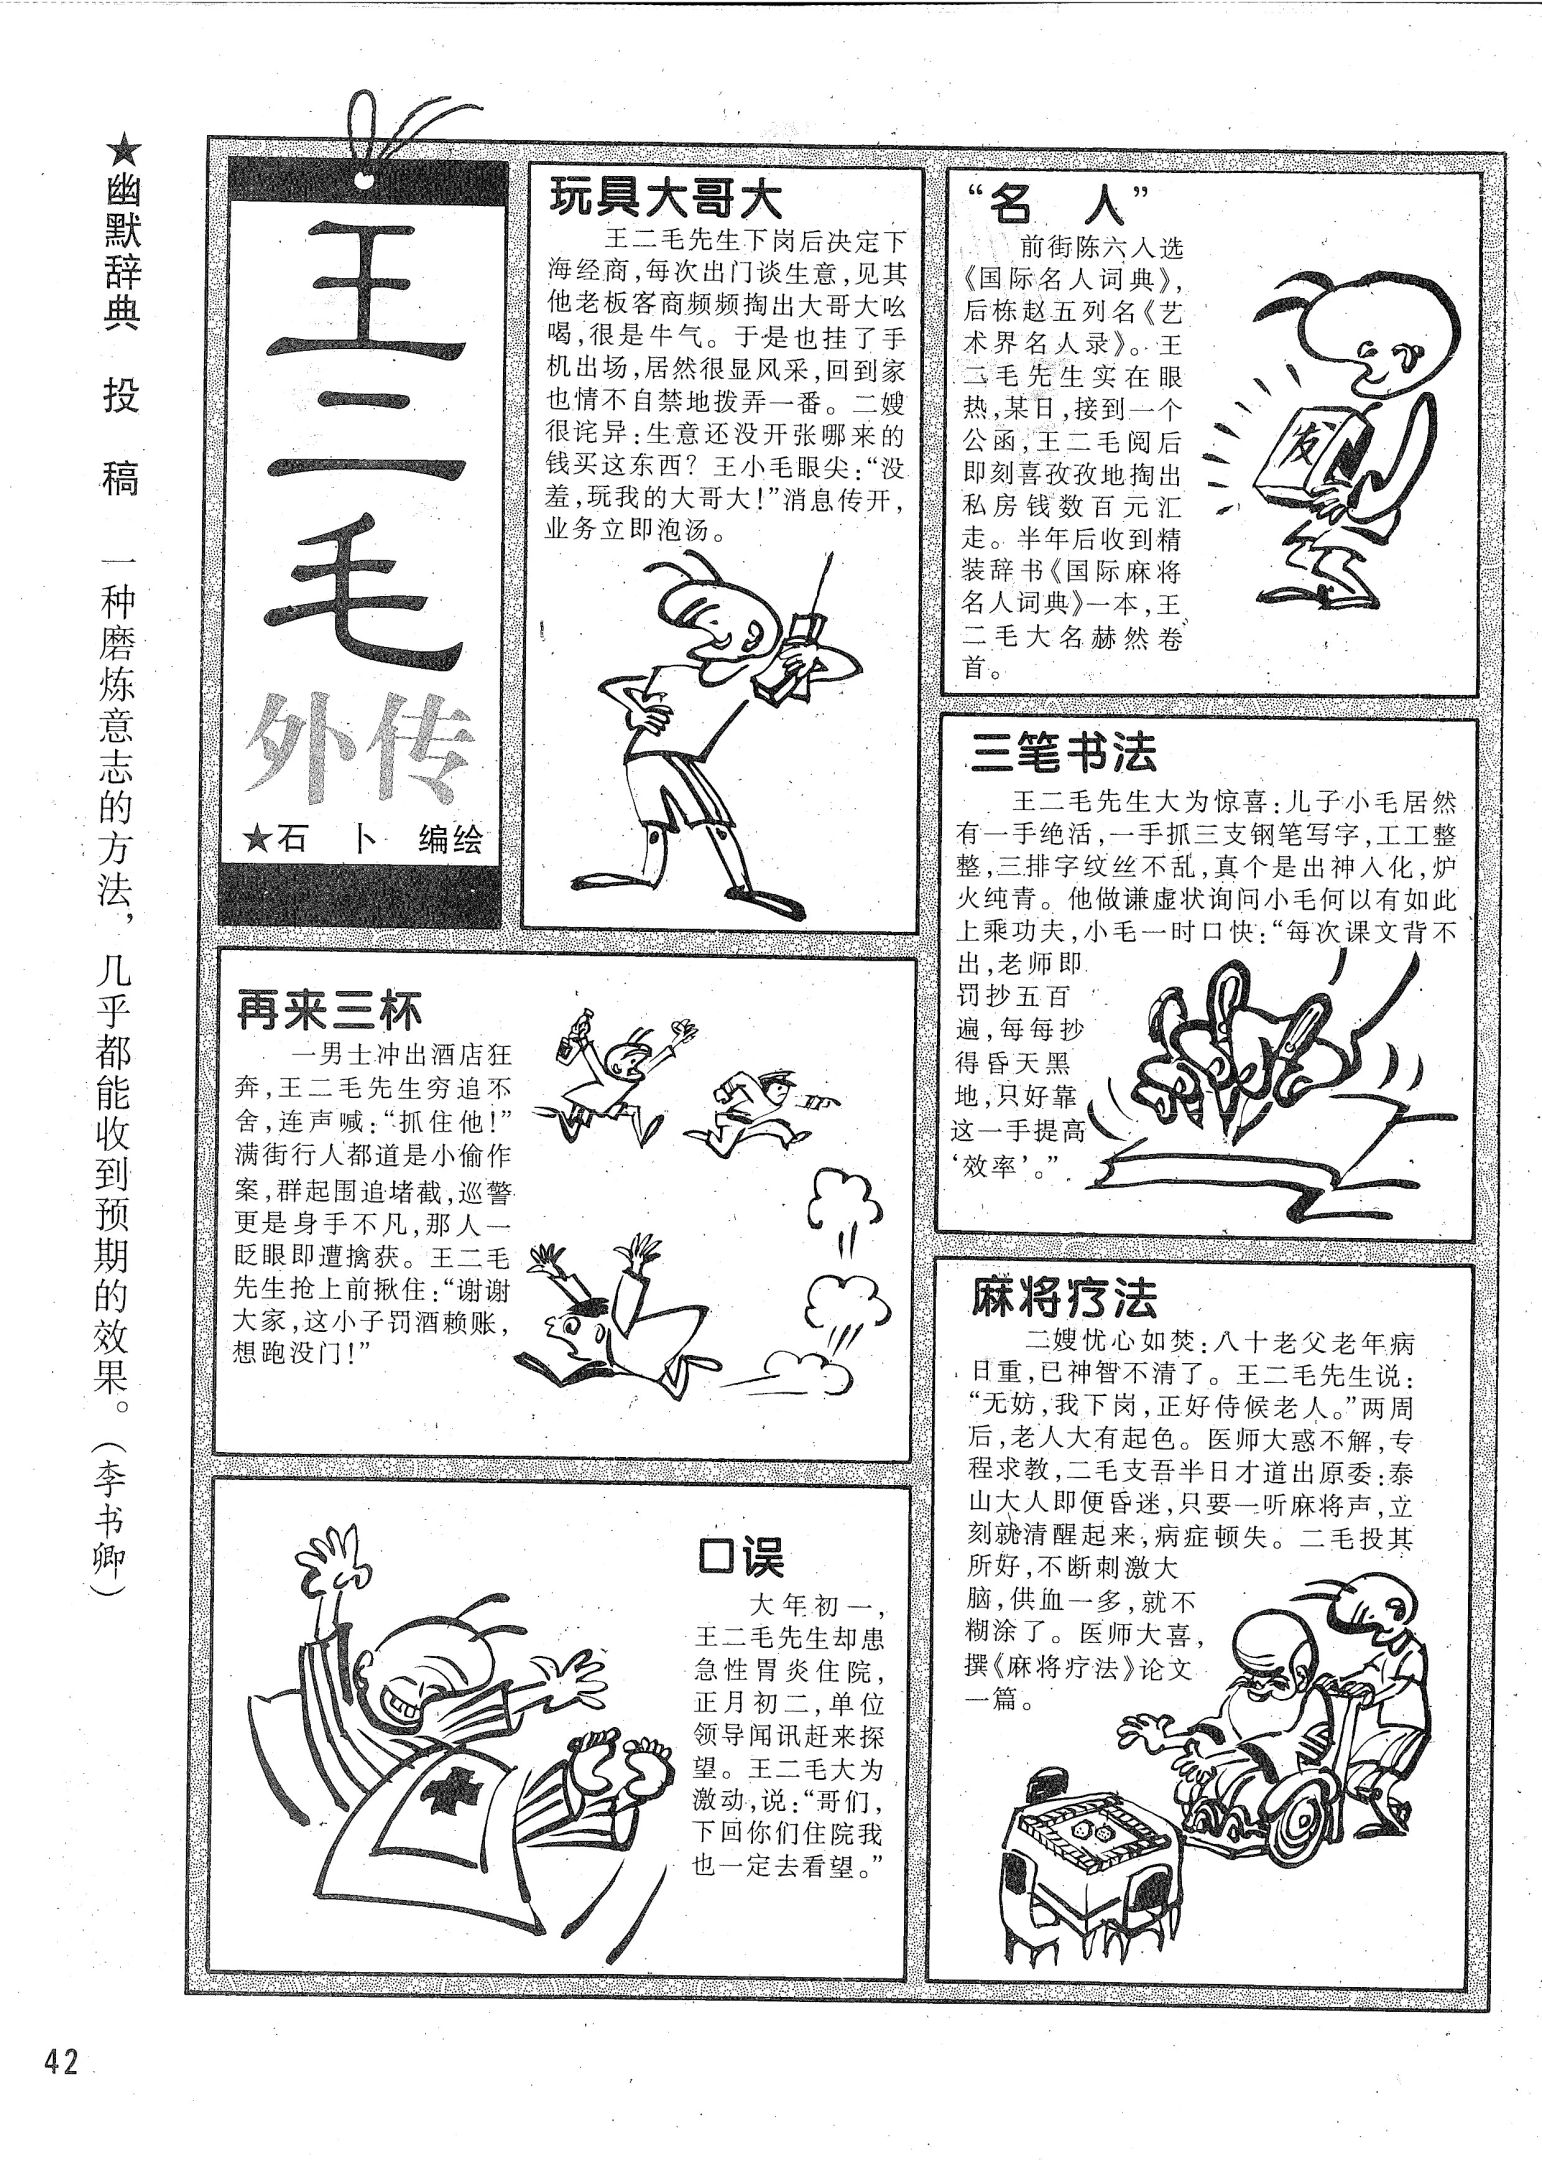 ★幽默辞典 投 稿 一种磨炼意志的方法，几乎都能收到预期的效果。(李书卿)
王二毛
外传
★石 卜 编绘
玩具大哥大
王二毛先生下岗后决定下
海经商，每次出门谈生意，见其
他老板客商频频掏出大哥大吆
喝，很是牛气。于是也挂了手
机出场，居然很显风采，回到家
也情不自禁地拨弄一番。二嫂
很诧异：生意还没开张哪来的
钱买这东西？王小毛眼尖：“没
羞，玩我的大哥大！”消息传开，
业务立即泡汤。
“名 人”
前街陈六入选
《国际名人词典》，
后栋赵五列名《艺
术界名人录》。王
二毛先生实在眼
热，某日，接到一个
公函，王二毛阅后
即刻喜孜孜地掏出
私房钱数百元汇
走。半年后收到精
装辞书《国际麻将
名人词典》一本，王
二毛大名赫然卷
首。
发
三笔书法
王二毛先生大为惊喜：儿子小毛居然
有一手绝活，一手抓三支钢笔写字，工工整
整，三排字纹丝不乱，真个是出神入化，炉
火纯青。他做谦虚状询问小毛何以有如此
上乘功夫，小毛一时口快：“每次课文背不
出，老师即
罚抄五百
遍，每每抄
得昏天黑
地，只好靠
这一手提高
‘效率’。”
再来三杯
一男士冲出酒店狂
奔，王二毛先生穷追不
舍，连声喊：“抓住他！”
满街行人都道是小偷作
案，群起围追堵截，巡警
更是身手不凡，那人一
眨眼即遭擒获。王二毛
先生抢上前揪住：“谢谢
大家，这小子罚酒赖账，
想跑没门！”
麻将疗法
二嫂忧心如焚：八十老父老年病
日重，已神智不清了。王二毛先生说：
“无妨，我下岗，正好侍候老人。”两周
后，老人大有起色。医师大惑不解，专
程求教，二毛支吾半日才道出原委：泰
山大人即便昏迷，只要一听麻将声，立
刻就清醒起来，病症顿失。二毛投其
所好，不断刺激大
脑，供血一多，就不
糊涂了。医师大喜，
撰《麻将疗法》论文
一篇。
口误
大年初一，
王二毛先生却患
急性胃炎住院，
正月初二，单位
领导闻讯赶来探
望。王二毛大为
激动，说：“哥们，
下回你们住院我
也一定去看望。”
42